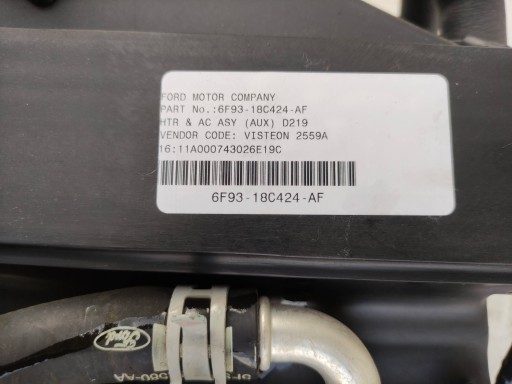 FORD MOTOR COMPANY
PART No.:6F93-18C424-AF
HTR & AC ASY (AUX) D219
VENDOR CODE: VISTEON 2559A
16:11A000743026E19C
6F93-18C424-AF
Ford